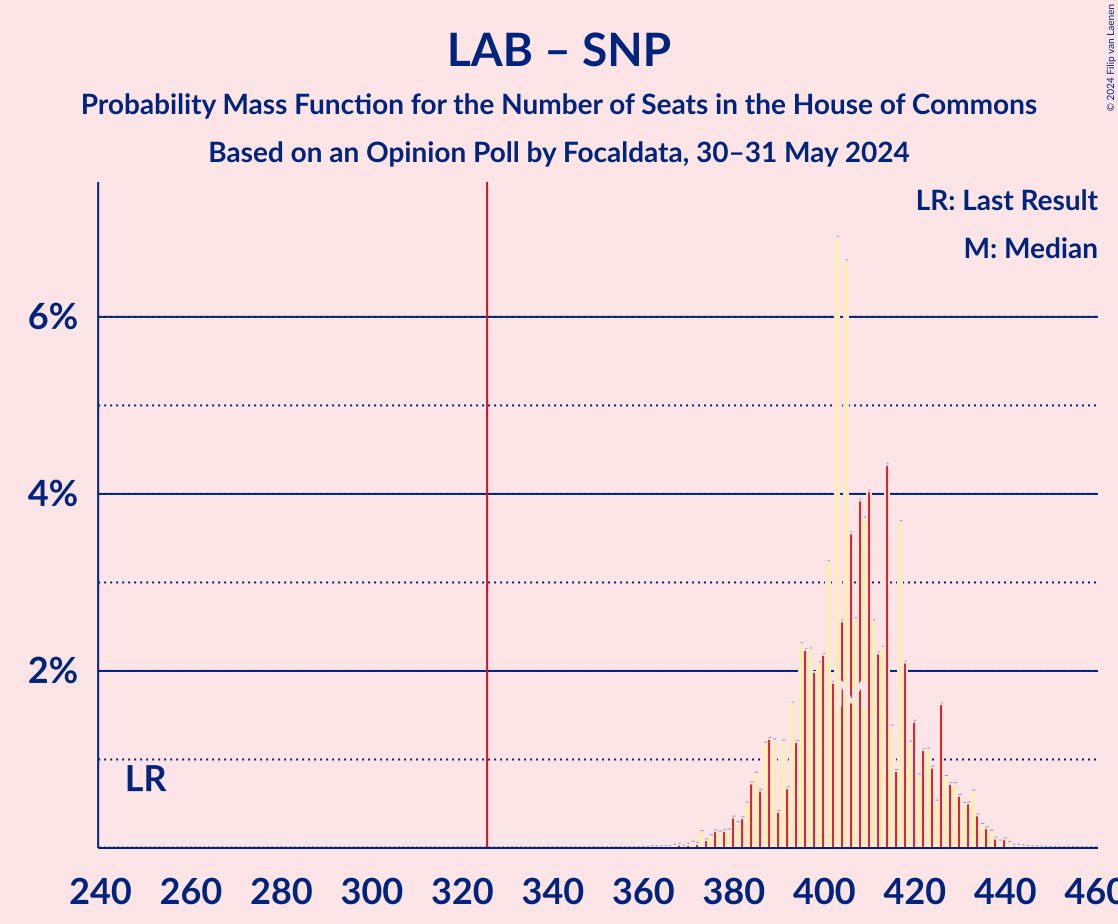 LAB – SNP
Probability Mass Function for the Number of Seats in the House of Commons
Based on an Opinion Poll by Focaldata, 30–31 May 2024
© 2024 Filip van Laenen
LR: Last Result
M: Median
6%
4%
2%
LR
M
240 260 280 300 320 340 360 380 400 420 440 460